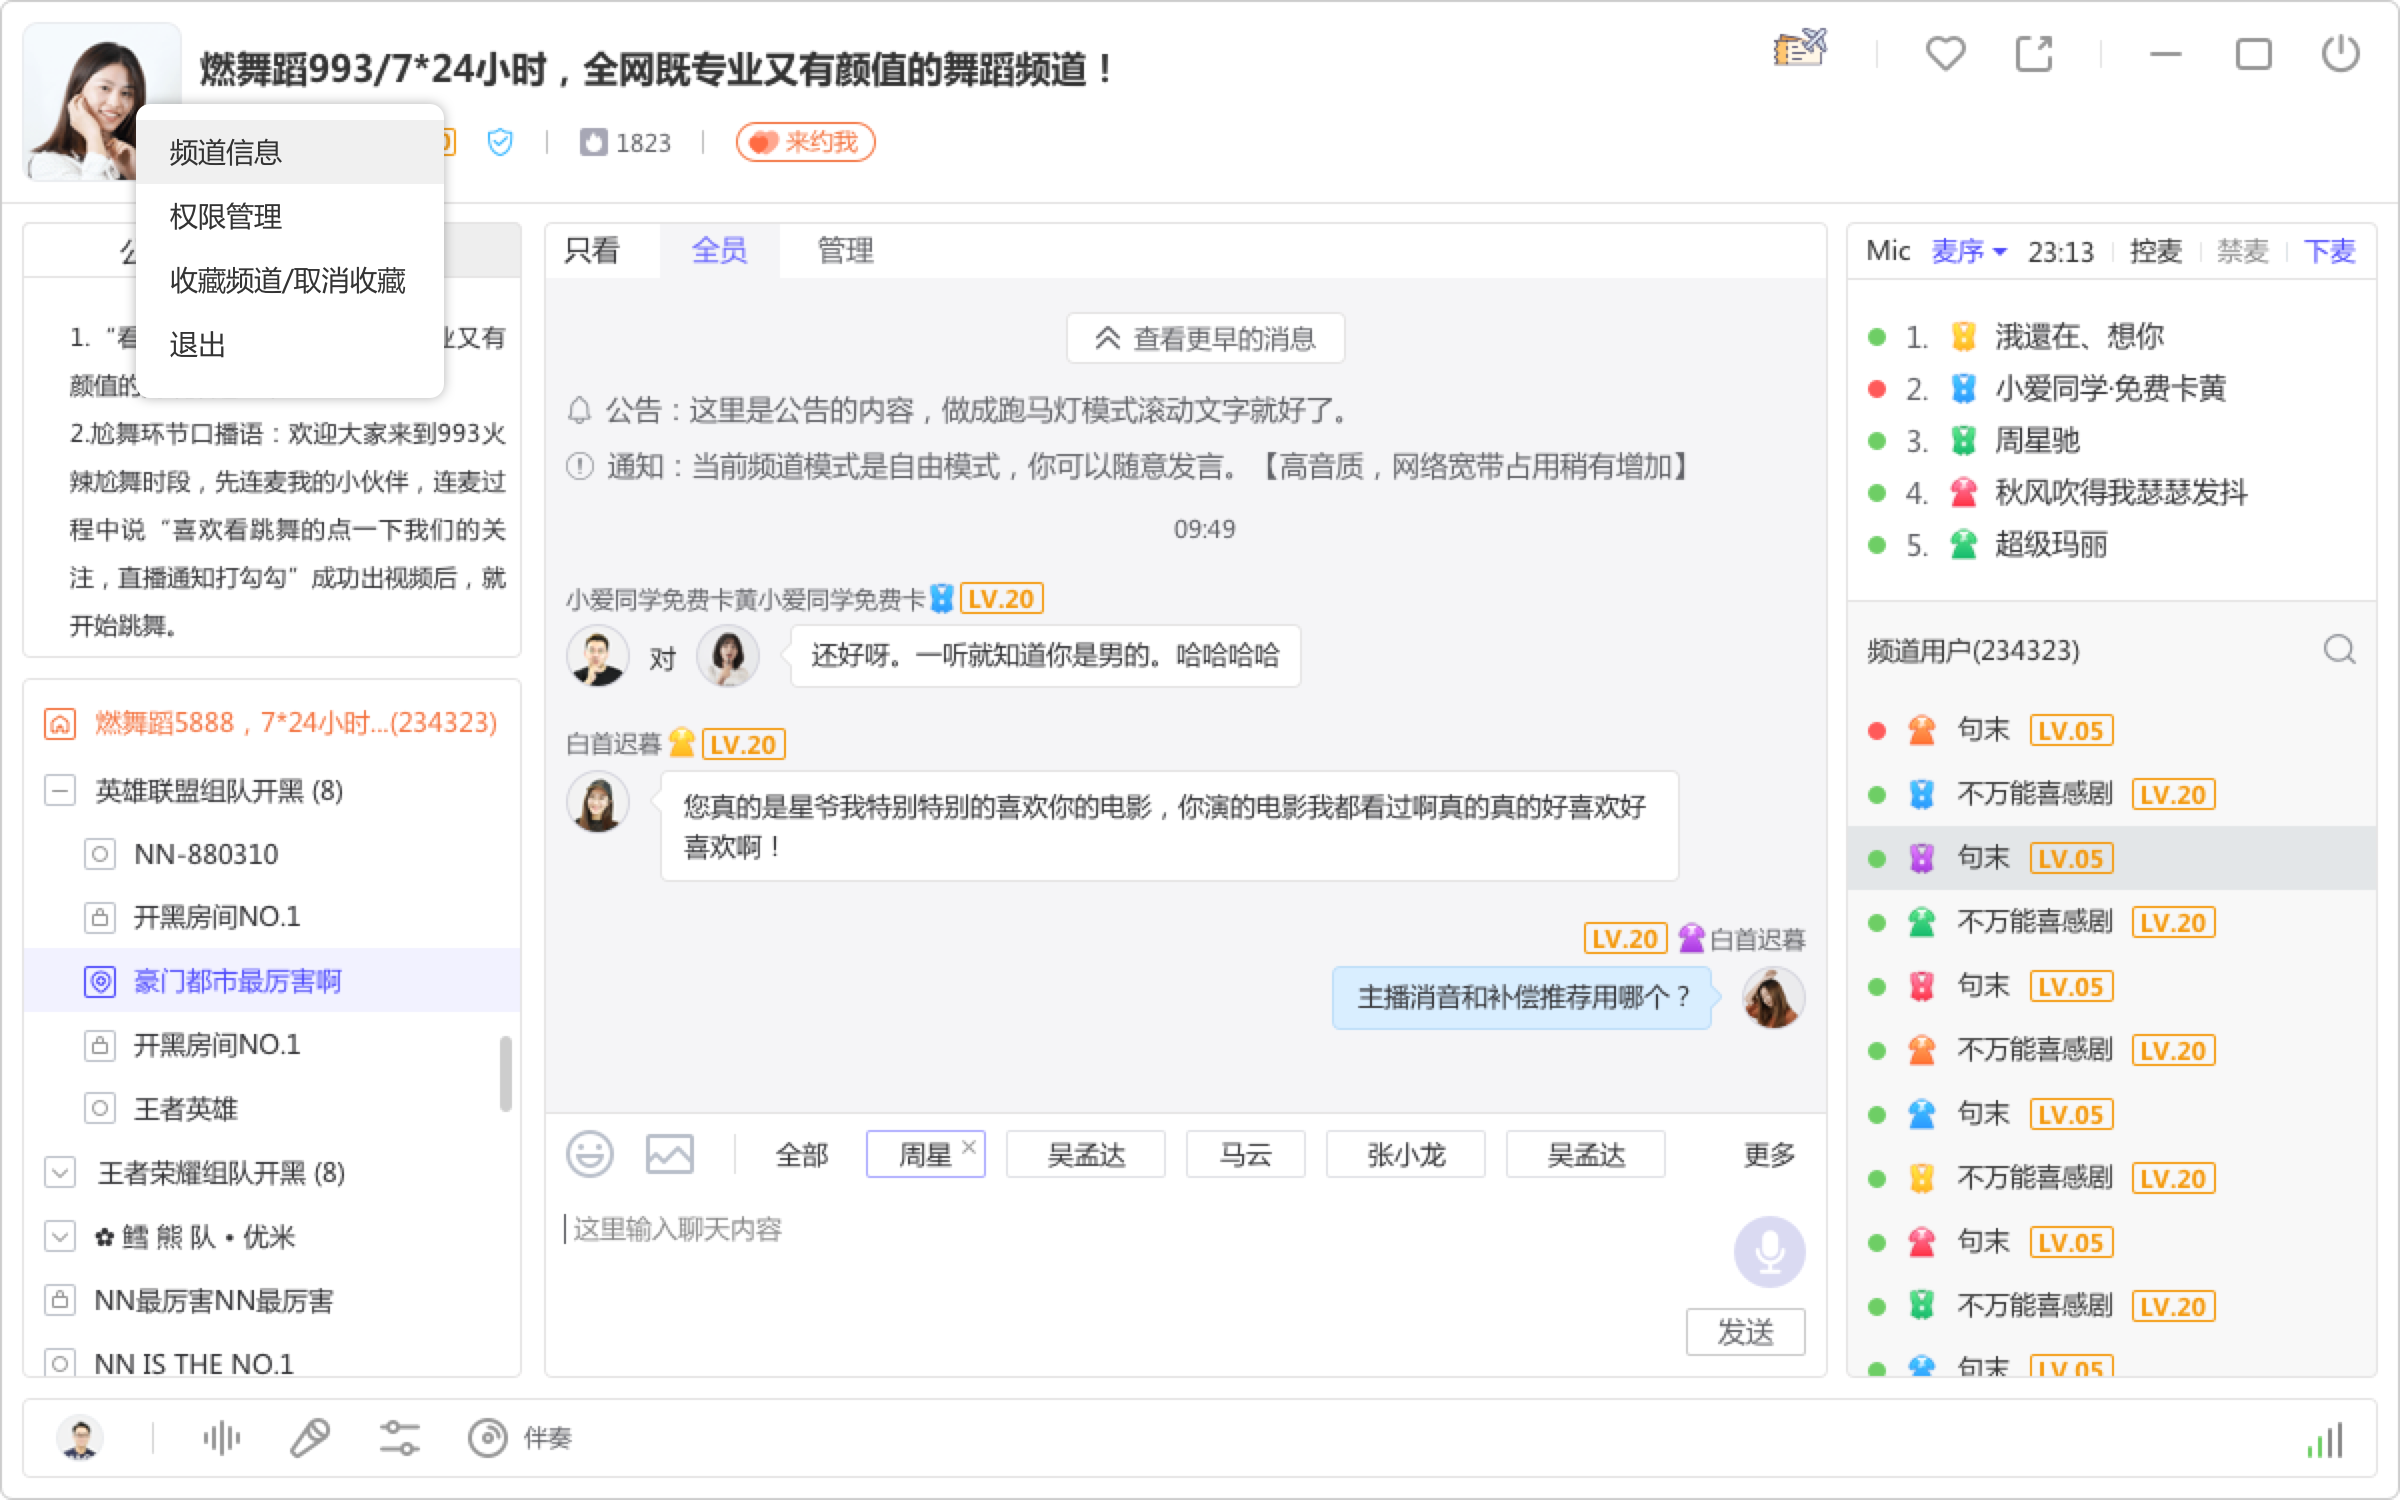 燃舞蹈993/7*24小时，全网既专业又有颜值的舞蹈频道！
1823
来约我
频道信息
权限管理
收藏频道/取消收藏
退出
1.“看
业又有
颜值的
2.尬舞环节口播语：欢迎大家来到993火
辣尬舞时段，先连麦我的小伙伴，连麦过
程中说“喜欢看跳舞的点一下我们的关
注，直播通知打勾勾”成功出视频后，就
开始跳舞。
燃舞蹈5888，7*24小时...(234323)
英雄联盟组队开黑 (8)
NN-880310
开黑房间NO.1
豪门都市最厉害啊
开黑房间NO.1
王者英雄
王者荣耀组队开黑 (8)
✿ 鳕 熊 队 • 优米
NN最厉害NN最厉害
NN IS THE NO.1
只看 全员 管理
查看更早的消息
公告：这里是公告的内容，做成跑马灯模式滚动文字就好了。
通知：当前频道模式是自由模式，你可以随意发言。【高音质，网络宽带占用稍有增加】
09:49
小爱同学免费卡黄小爱同学免费卡 LV.20
对 还好呀。一听就知道你是男的。哈哈哈哈
白首迟暮 LV.20
您真的是星爷我特别特别的喜欢你的电影，你演的电影我都看过啊真的真的好喜欢好
喜欢啊！
LV.20 白首迟暮
主播消音和补偿推荐用哪个？
全部 周星 吴孟达 马云 张小龙 吴孟达 更多
这里输入聊天内容
发送
Mic 麦序 23:13 控麦 禁麦 下麦
1. 涐還在、想你
2. 小爱同学·免费卡黄
3. 周星驰
4. 秋风吹得我瑟瑟发抖
5. 超级玛丽
频道用户(234323)
句末 LV.05
不万能喜感剧 LV.20
句末 LV.05
不万能喜感剧 LV.20
句末 LV.05
不万能喜感剧 LV.20
句末 LV.05
不万能喜感剧 LV.20
句末 LV.05
不万能喜感剧 LV.20
句末 LV.05
伴奏